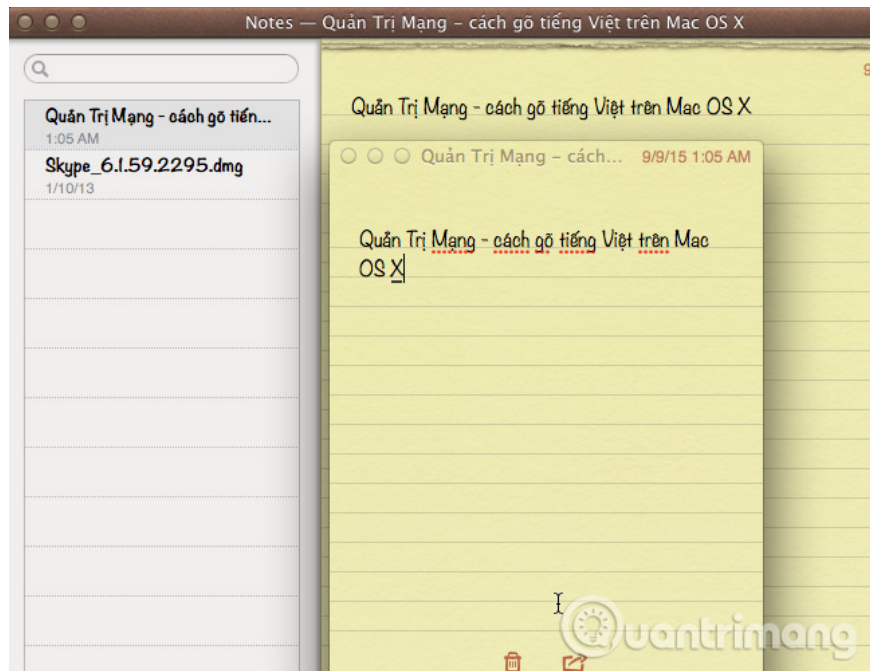 Notes — Quản Trị Mạng – cách gõ tiếng Việt trên Mac OS X
Quản Trị Mạng - cách gõ tiến...
1:05 AM
Skype_6.1.59.2295.dmg
1/10/13
9
Quản Trị Mạng - cách gõ tiếng Việt trên Mac OS X
Quản Trị Mạng – cách... 9/9/15 1:05 AM
Quản Trị Mạng - cách gõ tiếng Việt trên Mac
OS X
Quantrimang